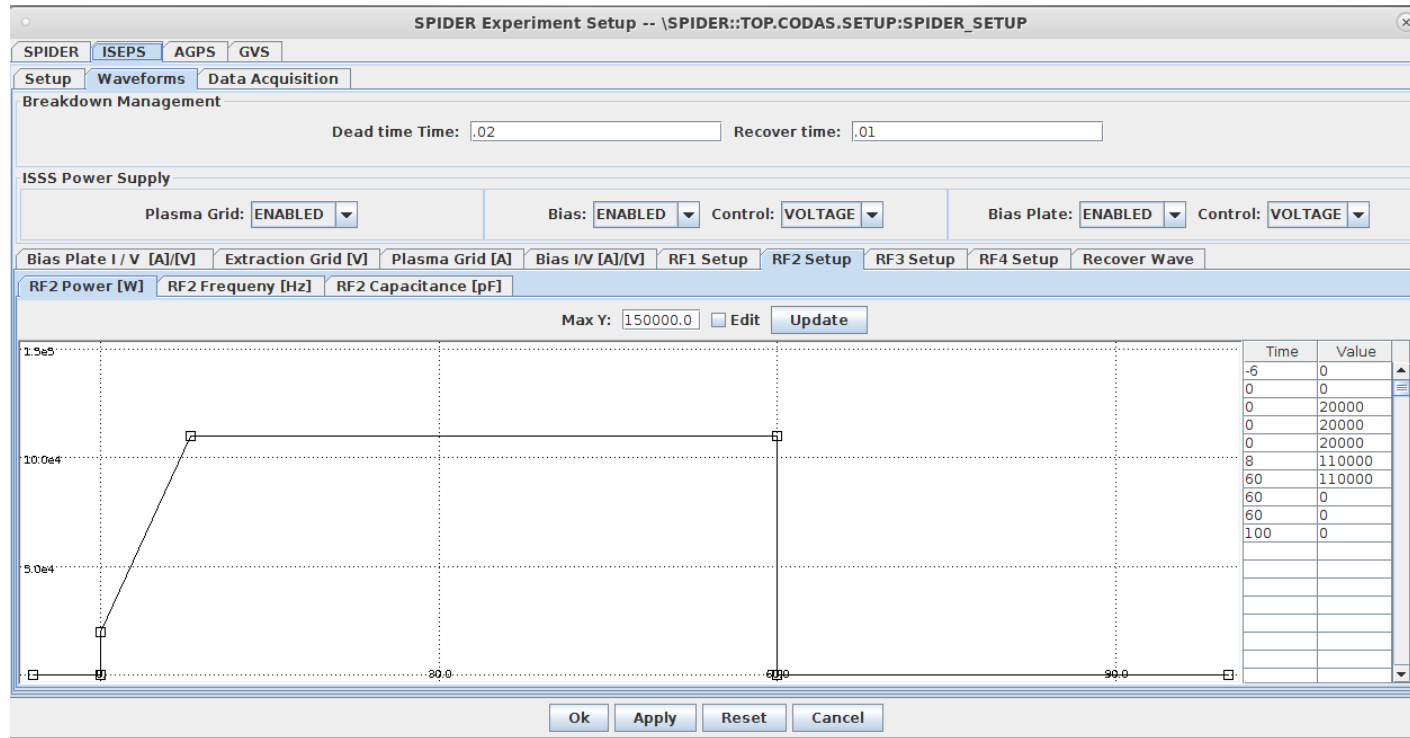 SPIDER Experiment Setup -- \SPIDER::TOP.CODAS.SETUP:SPIDER_SETUP
SPIDER ISEPS AGPS GVS
Setup Waveforms Data Acquisition
Breakdown Management
Dead time Time: .02 Recover time: .01
ISSS Power Supply
Plasma Grid: ENABLED Bias: ENABLED Control: VOLTAGE Bias Plate: ENABLED Control: VOLTAGE
Bias Plate I / V [A]/[V] Extraction Grid [V] Plasma Grid [A] Bias I/V [A]/[V] RF1 Setup RF2 Setup RF3 Setup RF4 Setup Recover Wave
RF2 Power [W] RF2 Frequeny [Hz] RF2 Capacitance [pF]
Max Y: 150000.0 Edit Update
1.5e5
10.0e4
5.0e4
0 30.0 60.0 90.0
Time Value
-6 0
0 0
0 20000
0 20000
0 20000
8 110000
60 110000
60 0
60 0
100 0
Ok Apply Reset Cancel